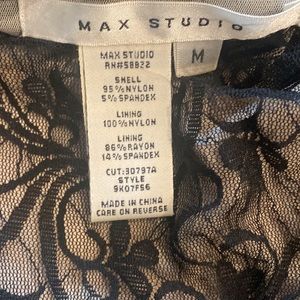 MAX STUDIO
M
MAX STUDIO
RN#58822
SHELL
95%NYLON
5%SPANDEX
LINING
100%NYLON
LINING
86%RAYON
14%SPANDEX
CUT:30797A
STYLE
9K07F56
MADE IN CHINA
CARE ON REVERSE